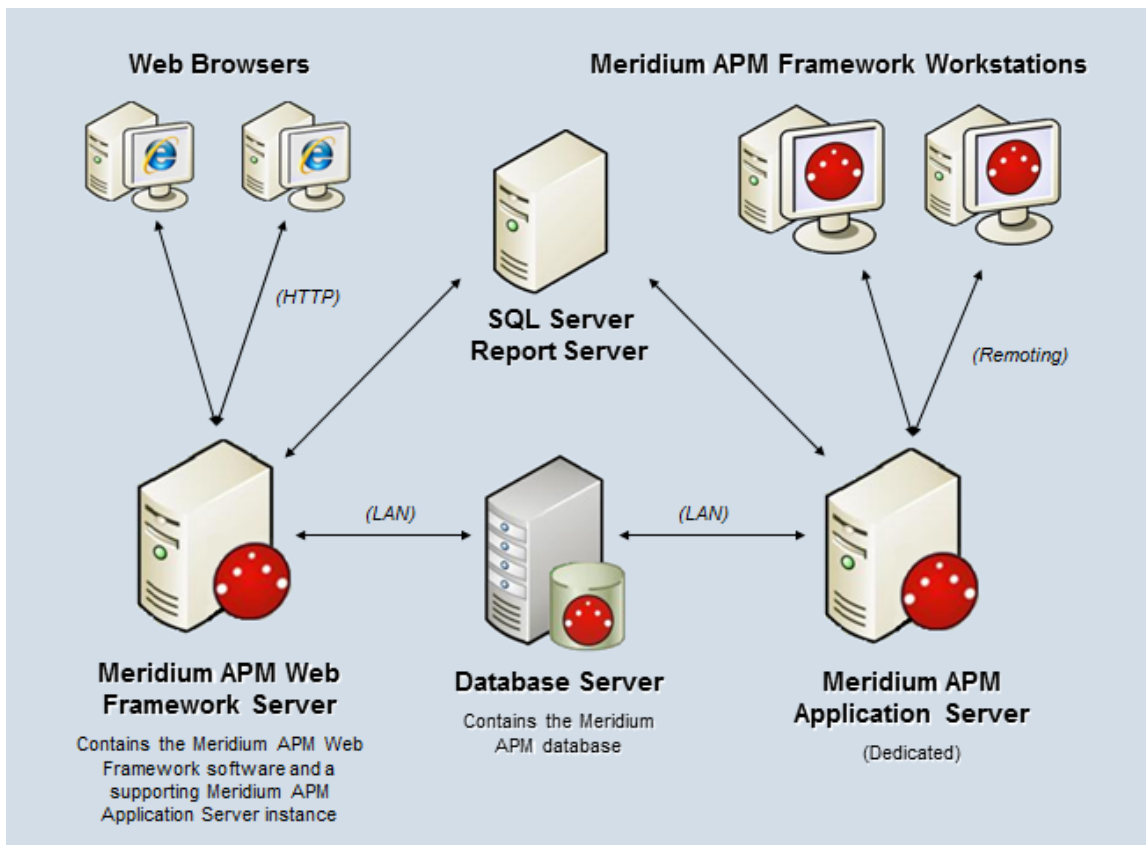 Web Browsers
Meridium APM Framework Workstations
(HTTP)
SQL Server
Report Server
(Remoting)
(LAN)
(LAN)
Meridium APM Web
Framework Server
Contains the Meridium APM Web
Framework software and a
supporting Meridium APM
Application Server instance
Database Server
Contains the Meridium
APM database
Meridium APM
Application Server
(Dedicated)